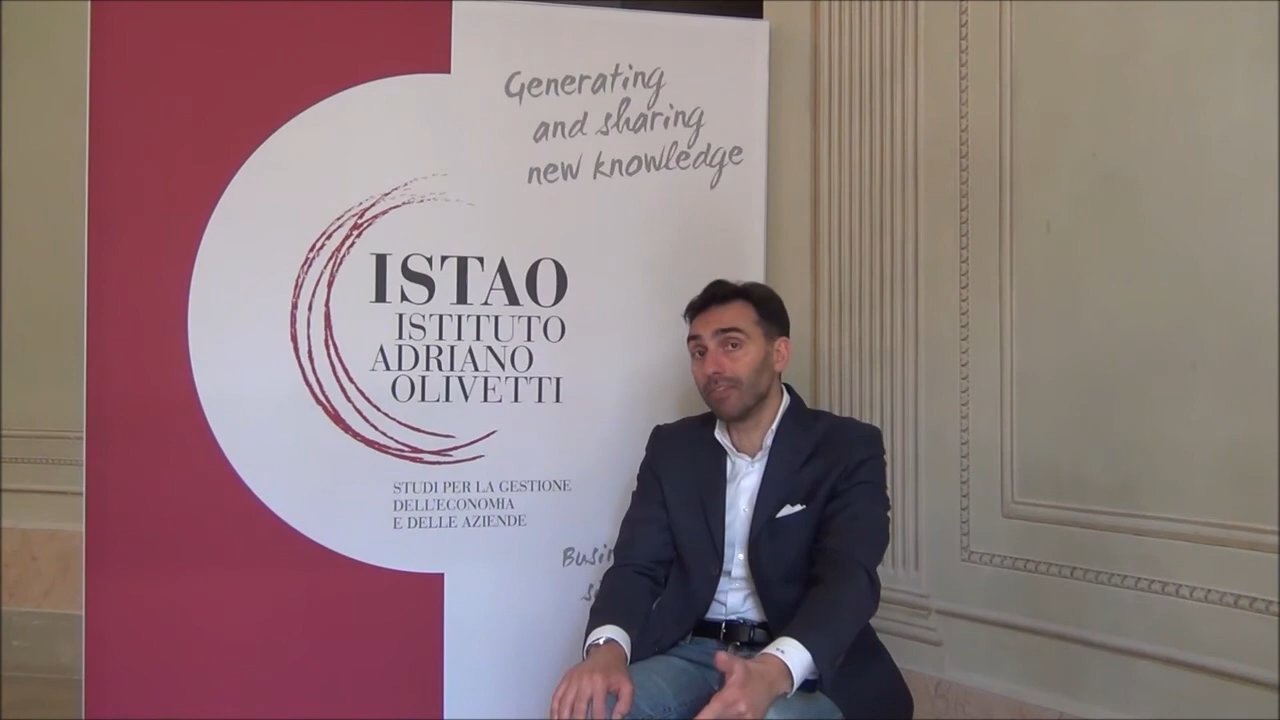 Generating
and sharing
new knowledge
ISTAO
ISTITUTO
ADRIANO
OLIVETTI
STUDI PER LA GESTIONE
DELL'ECONOMIA
E DELLE AZIENDE